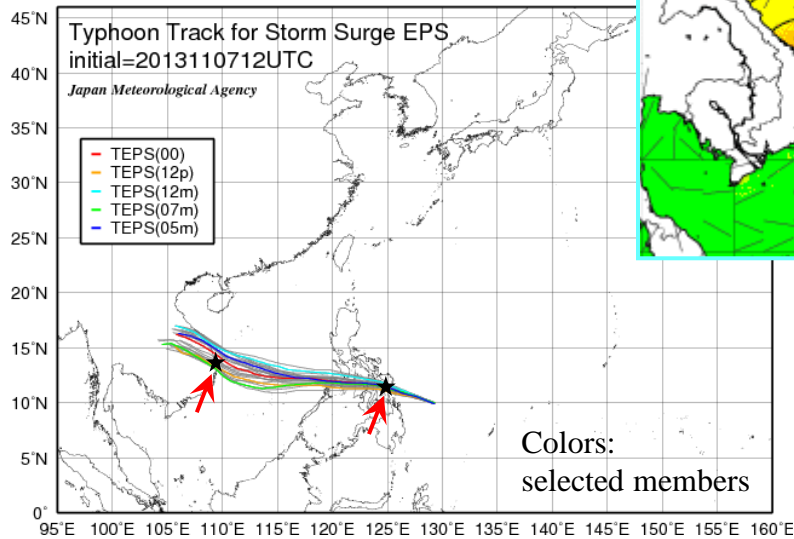 Typhoon Track for Storm Surge EPS
initial=2013110712UTC
Japan Meteorological Agency
TEPS(00)
TEPS(12p)
TEPS(12m)
TEPS(07m)
TEPS(05m)
45°N
40°N
35°N
30°N
25°N
20°N
15°N
10°N
5°N
0°
Colors:
selected members
95°E 100°E 105°E 110°E 115°E 120°E 125°E 130°E 135°E 140°E 145°E 150°E 155°E 160°E